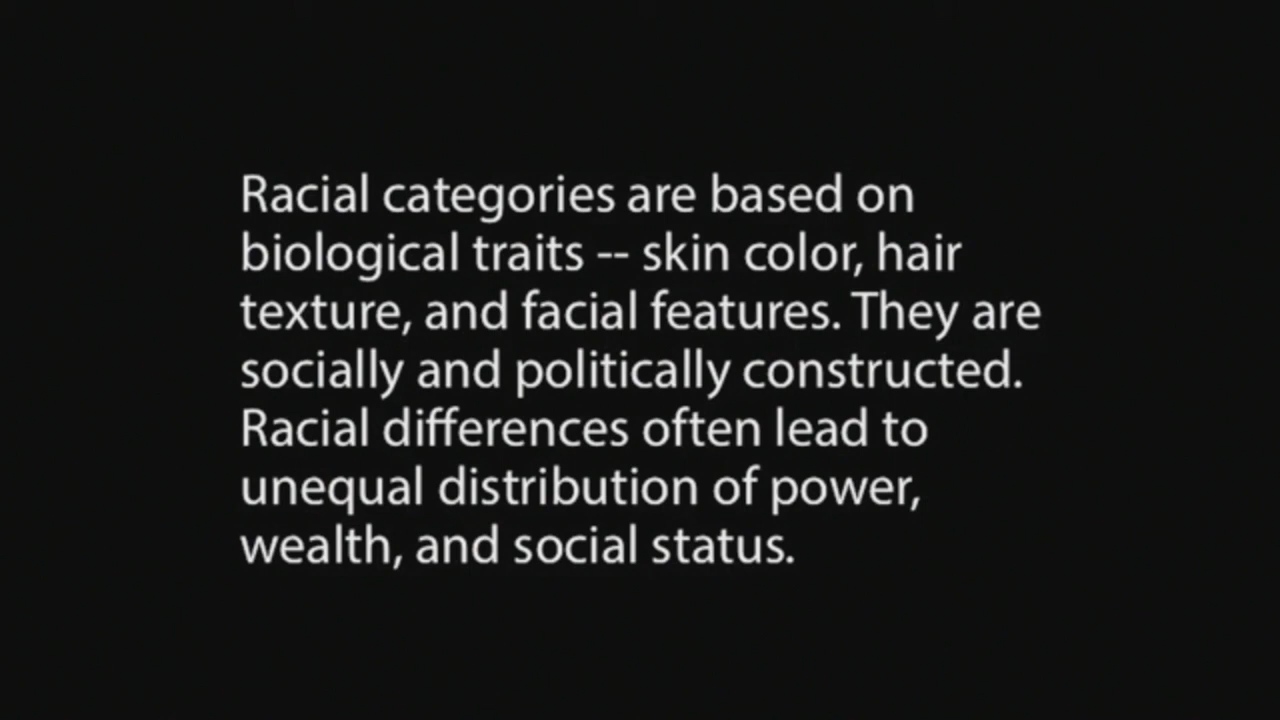 Racial categories are based on
biological traits -- skin color, hair
texture, and facial features. They are
socially and politically constructed.
Racial differences often lead to
unequal distribution of power,
wealth, and social status.